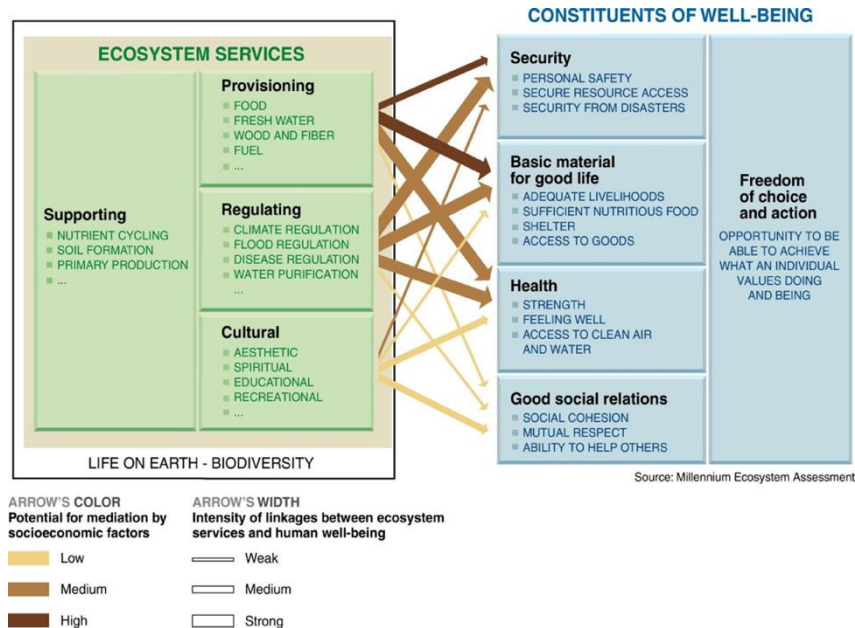 CONSTITUENTS OF WELL-BEING
ECOSYSTEM SERVICES
Supporting
NUTRIENT CYCLING
SOIL FORMATION
PRIMARY PRODUCTION
...
Provisioning
FOOD
FRESH WATER
WOOD AND FIBER
FUEL
...
Regulating
CLIMATE REGULATION
FLOOD REGULATION
DISEASE REGULATION
WATER PURIFICATION
...
Cultural
AESTHETIC
SPIRITUAL
EDUCATIONAL
RECREATIONAL
...
LIFE ON EARTH - BIODIVERSITY
Security
PERSONAL SAFETY
SECURE RESOURCE ACCESS
SECURITY FROM DISASTERS
Basic material
for good life
ADEQUATE LIVELIHOODS
SUFFICIENT NUTRITIOUS FOOD
SHELTER
ACCESS TO GOODS
Health
STRENGTH
FEELING WELL
ACCESS TO CLEAN AIR
AND WATER
Good social relations
SOCIAL COHESION
MUTUAL RESPECT
ABILITY TO HELP OTHERS
Freedom
of choice
and action
OPPORTUNITY TO BE
ABLE TO ACHIEVE
WHAT AN INDIVIDUAL
VALUES DOING
AND BEING
Source: Millennium Ecosystem Assessment
ARROW'S COLOR
Potential for mediation by
socioeconomic factors
Low
Medium
High
ARROW'S WIDTH
Intensity of linkages between ecosystem
services and human well-being
Weak
Medium
Strong